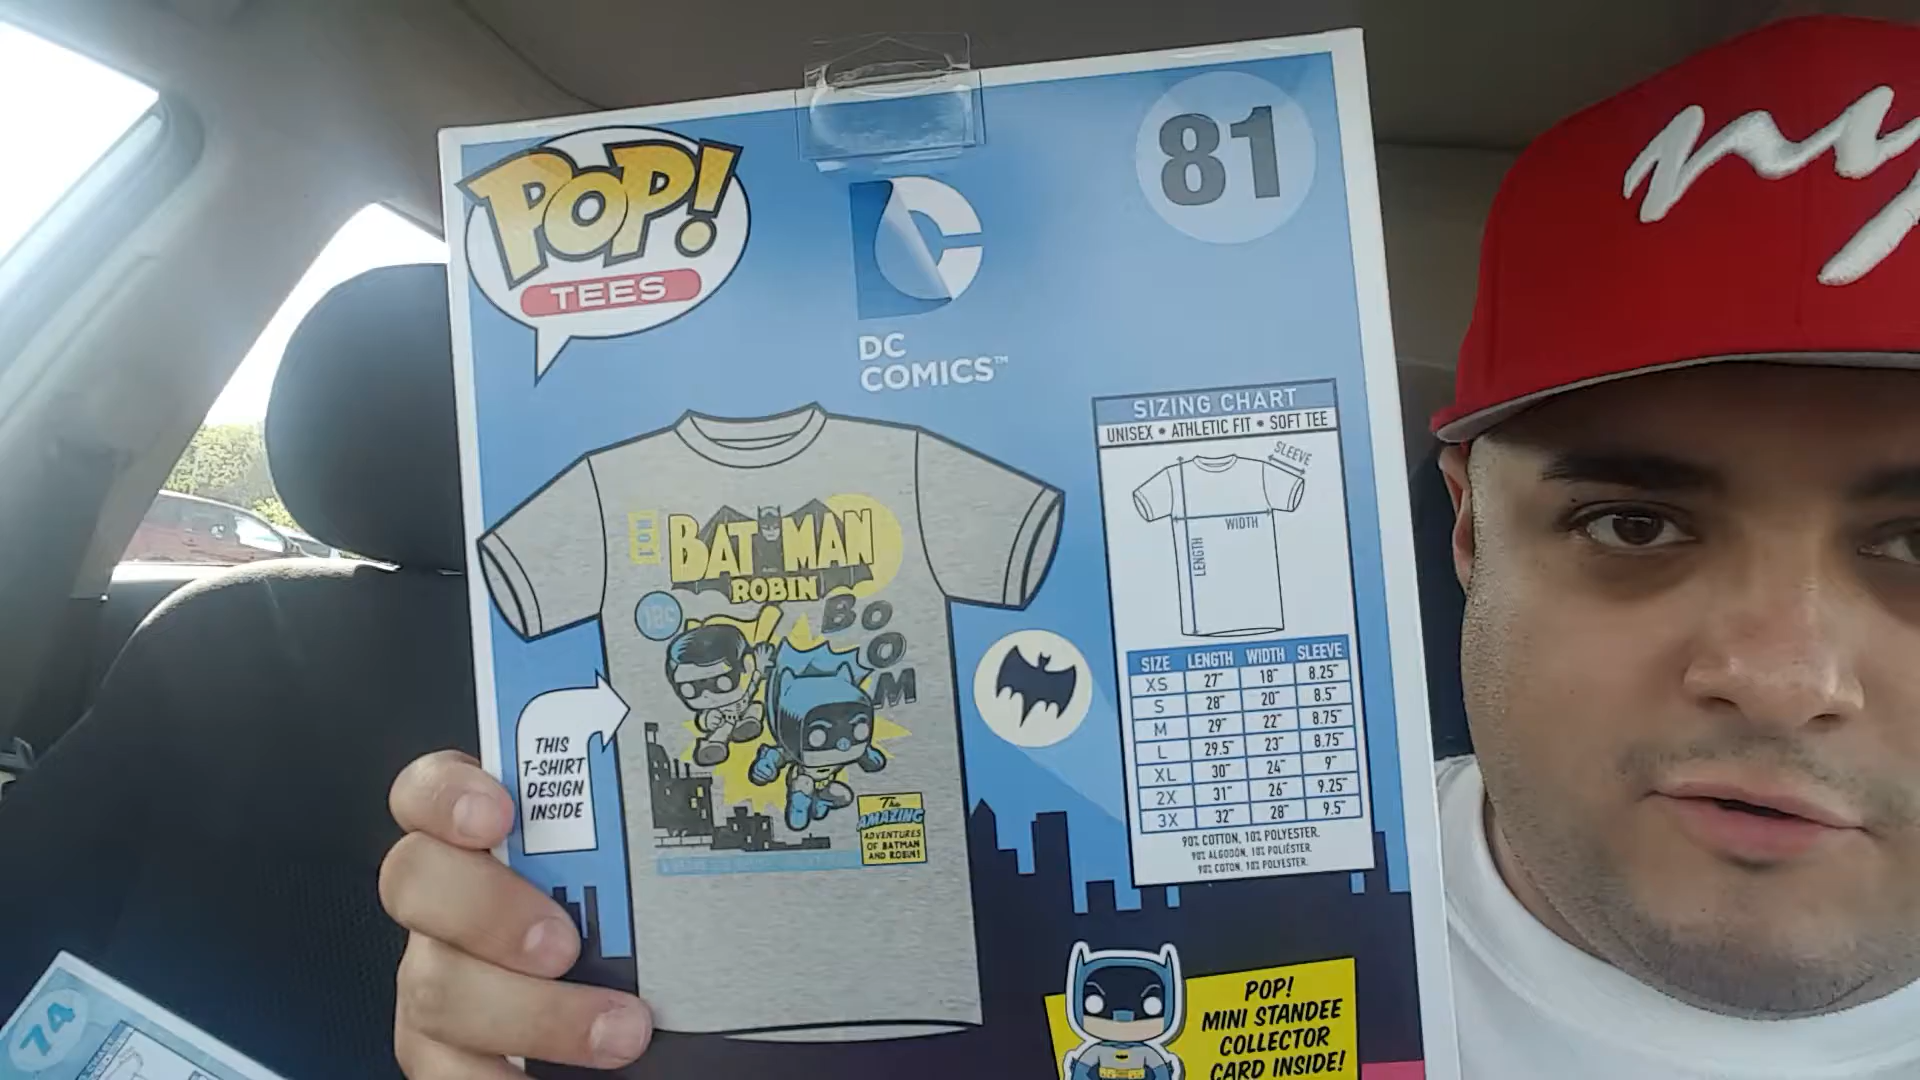 POP!
TEES
81
DC
COMICS™
NO.1
BATMAN
ROBIN
18¢
BOOM
The
AMAZING
ADVENTURES
OF BATMAN
AND ROBIN!
THIS
T-SHIRT
DESIGN
INSIDE
SIZING CHART
UNISEX • ATHLETIC FIT • SOFT TEE
SLEEVE
WIDTH
LENGTH
SIZE LENGTH WIDTH SLEEVE
XS 27" 18" 8.25"
S 28" 20" 8.5"
M 29" 22" 8.75"
L 29.5" 23" 8.75"
XL 30" 24" 9"
2X 31" 26" 9.25"
3X 32" 28" 9.5"
90% COTTON, 10% POLYESTER.
90% ALGODÓN, 10% POLIÉSTER.
90% COTON, 10% POLYESTER.
POP!
MINI STANDEE
COLLECTOR
CARD INSIDE!
ny
74